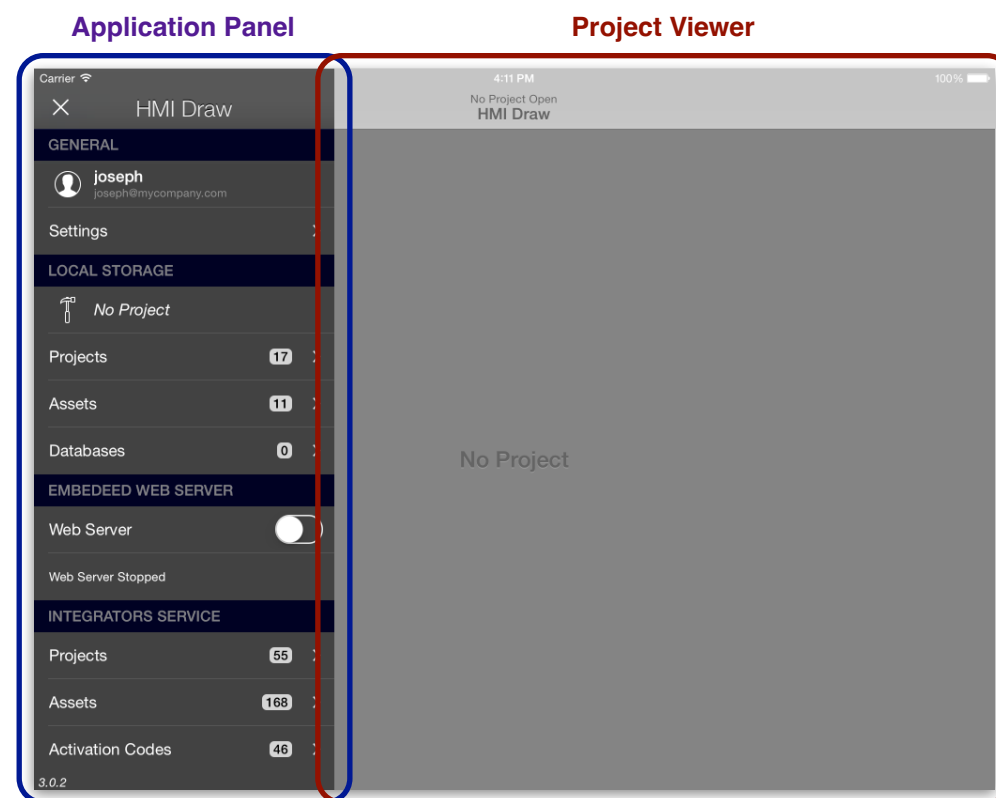 Application Panel
Project Viewer
Carrier
4:11 PM
100%
HMI Draw
No Project Open
HMI Draw
GENERAL
joseph
joseph@mycompany.com
Settings
LOCAL STORAGE
No Project
Projects 17
Assets 11
Databases 0
No Project
EMBEDEED WEB SERVER
Web Server
Web Server Stopped
INTEGRATORS SERVICE
Projects 55
Assets 168
Activation Codes 46
3.0.2